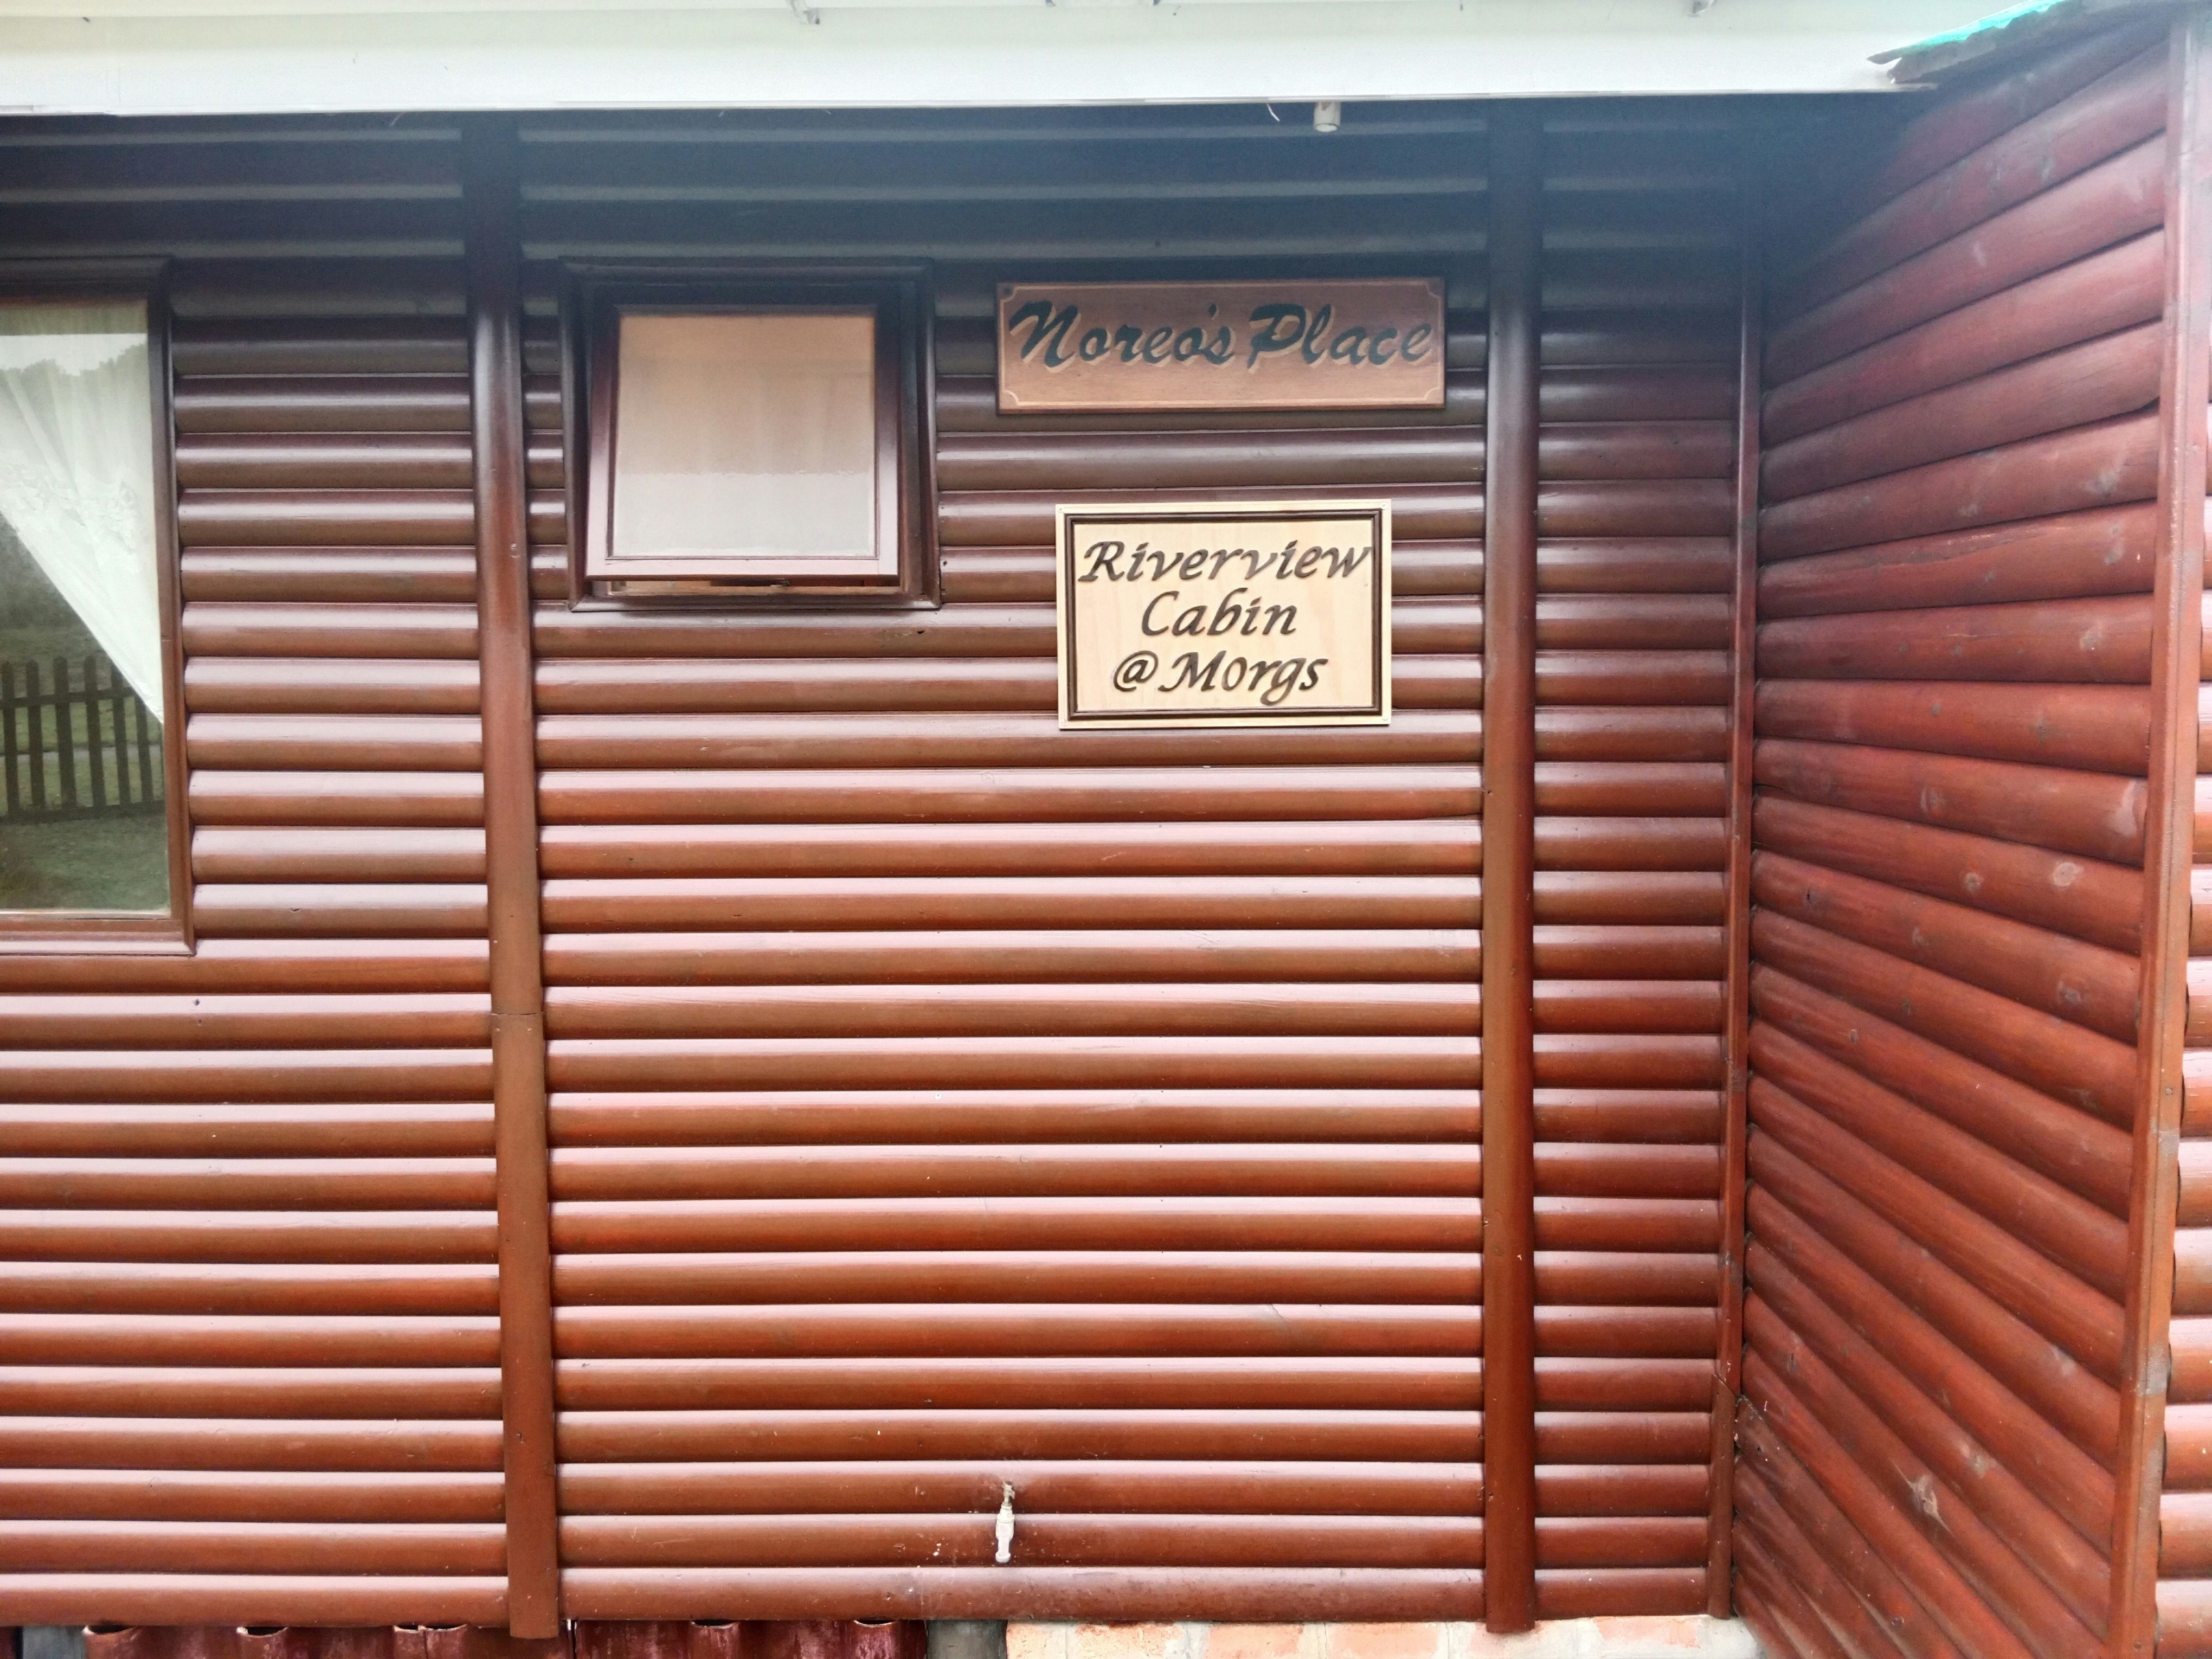 Noreo's Place
Riverview
Cabin
@ Morgs